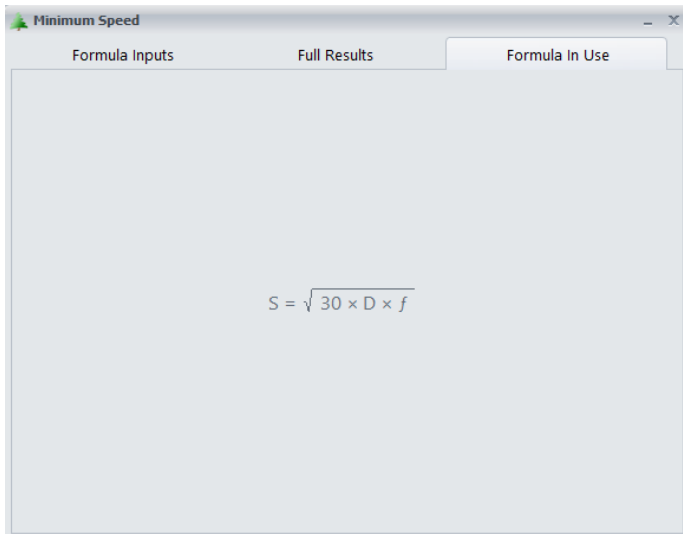 Minimum Speed
Formula Inputs Full Results Formula In Use
S = √ 30 × D × f